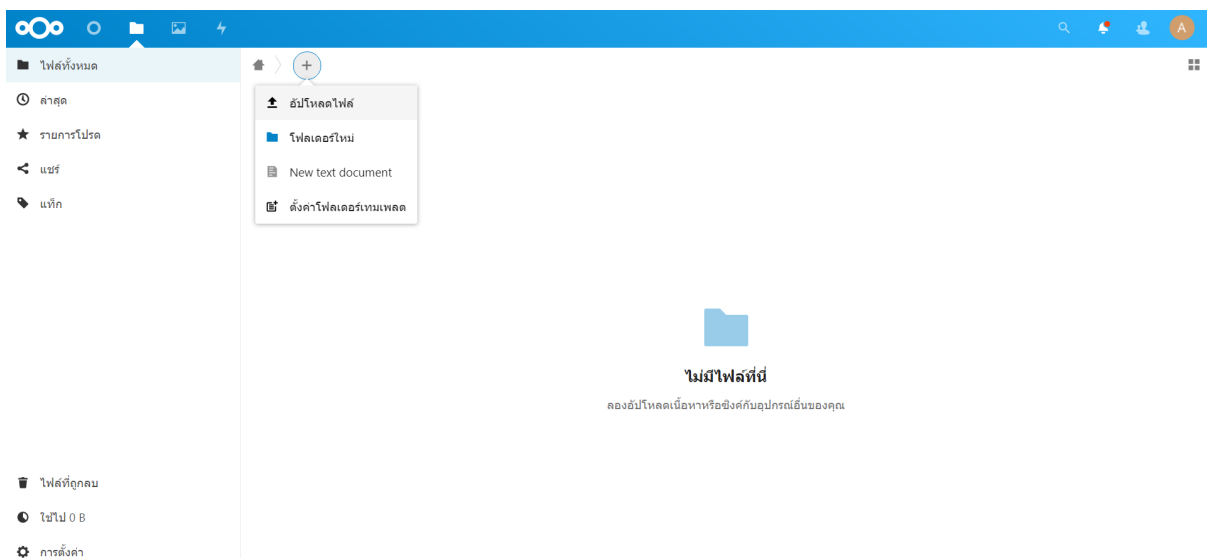 A
ไฟล์ทั้งหมด
ล่าสุด
รายการโปรด
แชร์
แท็ก
อัปโหลดไฟล์
โฟลเดอร์ใหม่
New text document
ตั้งค่าโฟลเดอร์เทมเพลต
ไม่มีไฟล์ที่นี่
ลองอัปโหลดเนื้อหาหรือซิงค์กับอุปกรณ์อื่นของคุณ
ไฟล์ที่ถูกลบ
ใช้ไป 0 B
การตั้งค่า